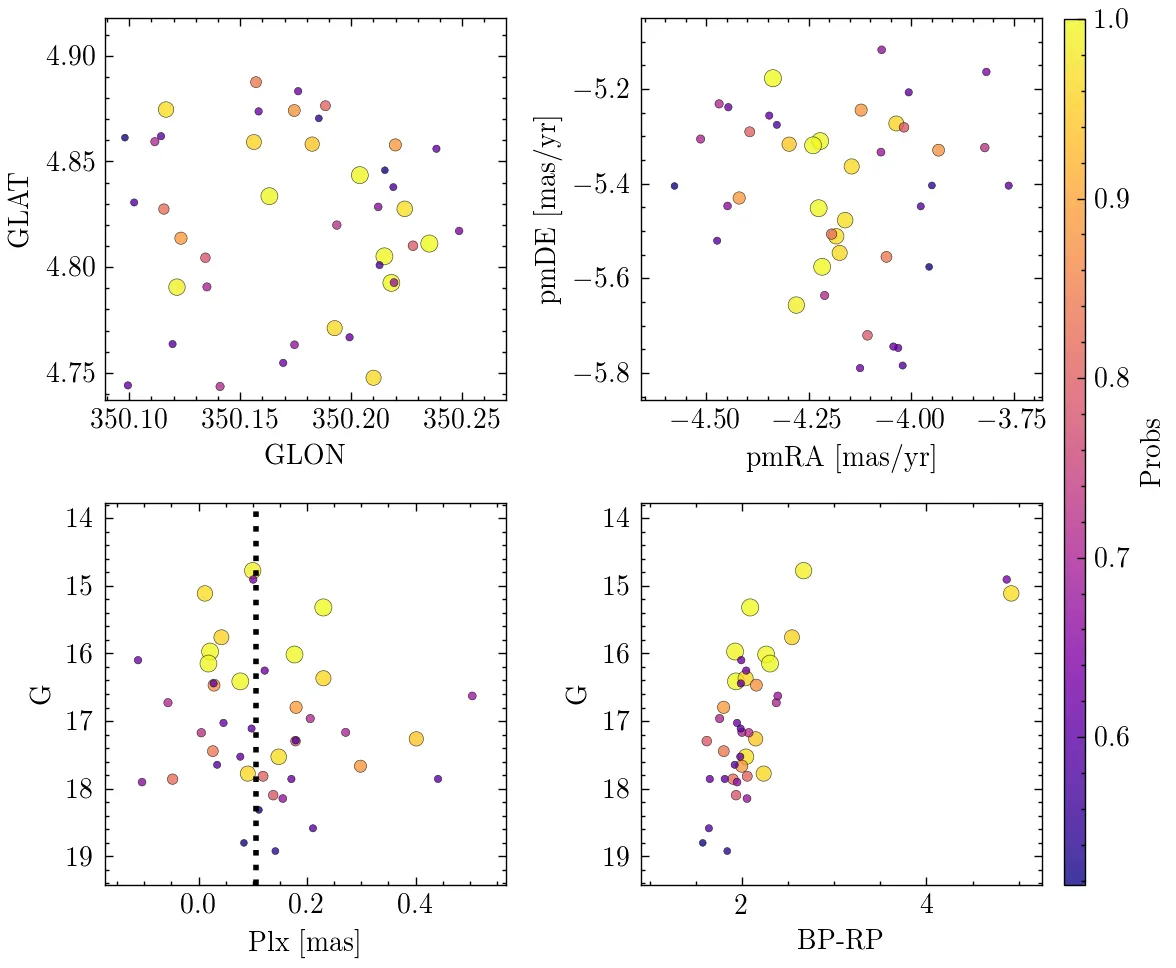 4.90
4.85
4.80
4.75
GLAT
350.10 350.15 350.20 350.25
GLON
−5.2
−5.4
−5.6
−5.8
pmDE [mas/yr]
−4.50 −4.25 −4.00 −3.75
pmRA [mas/yr]
1.0
0.9
0.8
0.7
0.6
Probs
14
15
16
17
18
19
G
0.0 0.2 0.4
Plx [mas]
14
15
16
17
18
19
G
2 4
BP-RP